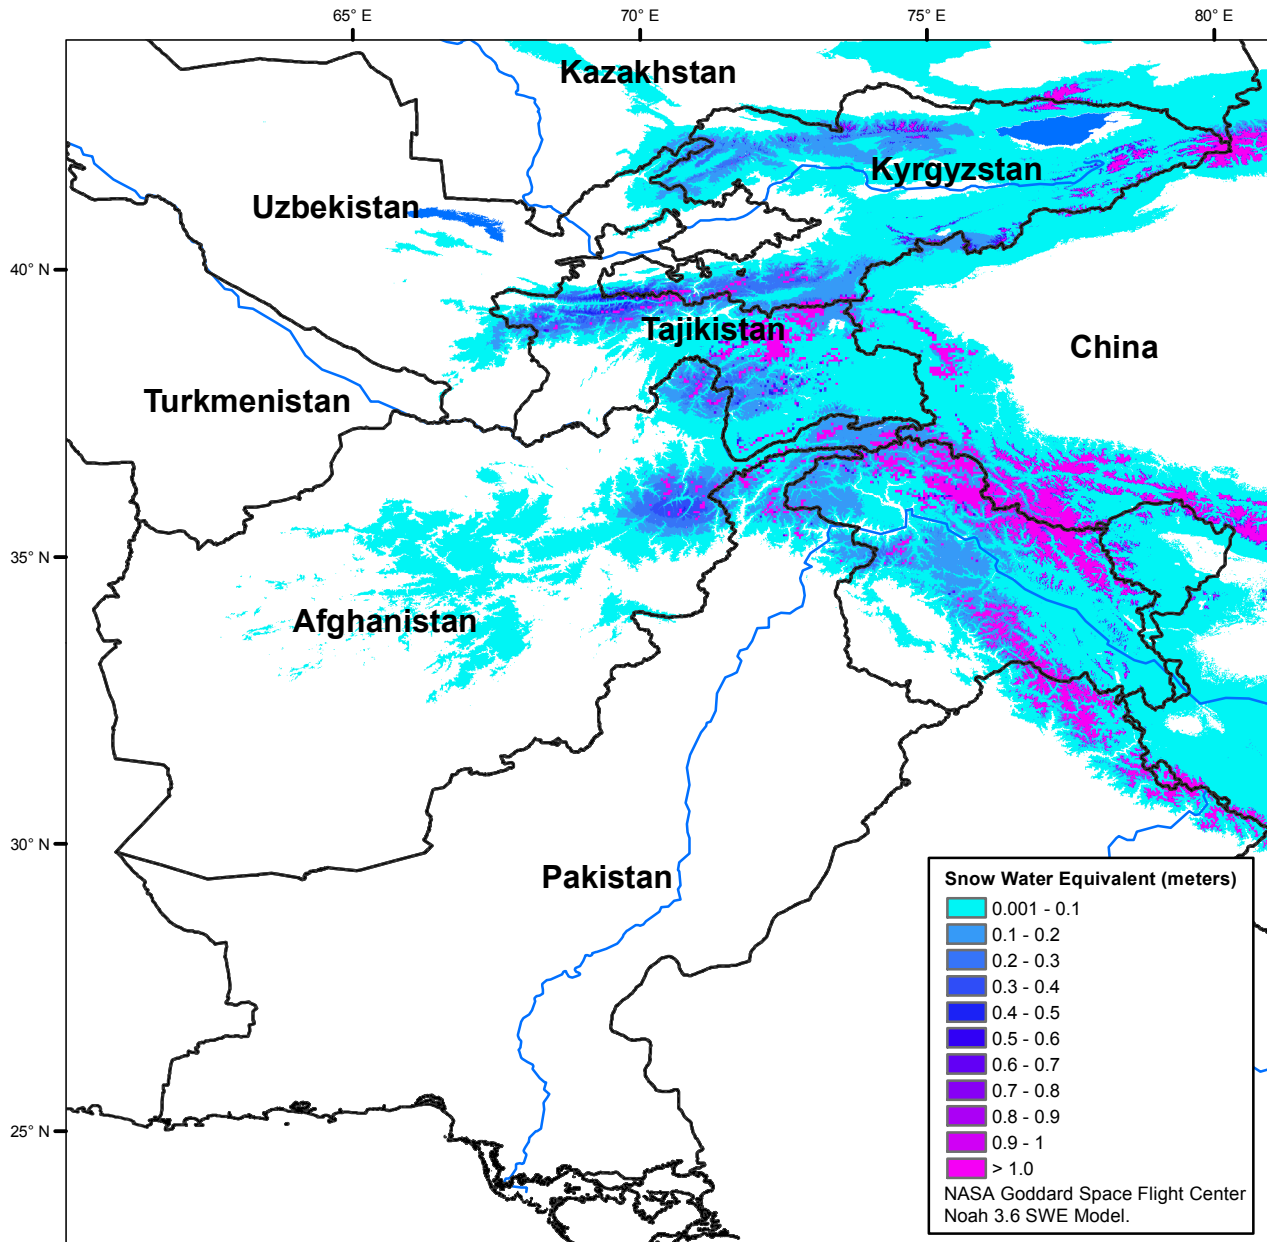 65° E
70° E
75° E
80° E
Kazakhstan
Kyrgyzstan
Uzbekistan
40° N
Tajikistan
China
Turkmenistan
35° N
Afghanistan
30° N
Pakistan
25° N
Snow Water Equivalent (meters)
0.001 - 0.1
0.1 - 0.2
0.2 - 0.3
0.3 - 0.4
0.4 - 0.5
0.5 - 0.6
0.6 - 0.7
0.7 - 0.8
0.8 - 0.9
0.9 - 1
> 1.0
NASA Goddard Space Flight Center
Noah 3.6 SWE Model.